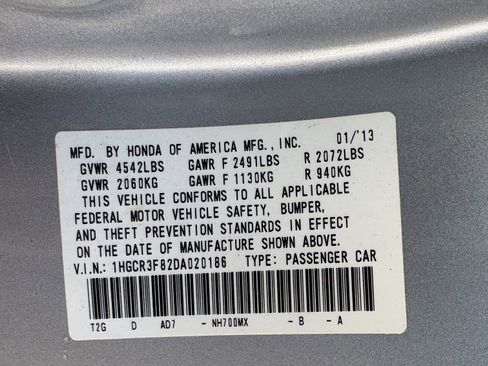 MFD. BY HONDA OF AMERICA MFG., INC. 01/'13
GVWR 4542LBS GAWR F 2491LBS R 2072LBS
GVWR 2060KG GAWR F 1130KG R 940KG
THIS VEHICLE CONFORMS TO ALL APPLICABLE
FEDERAL MOTOR VEHICLE SAFETY, BUMPER,
AND THEFT PREVENTION STANDARDS IN EFFECT
ON THE DATE OF MANUFACTURE SHOWN ABOVE.
V.I.N.: 1HGCR3F82DA020186 TYPE: PASSENGER CAR
T2G D AD7 - NH700MX - B - A